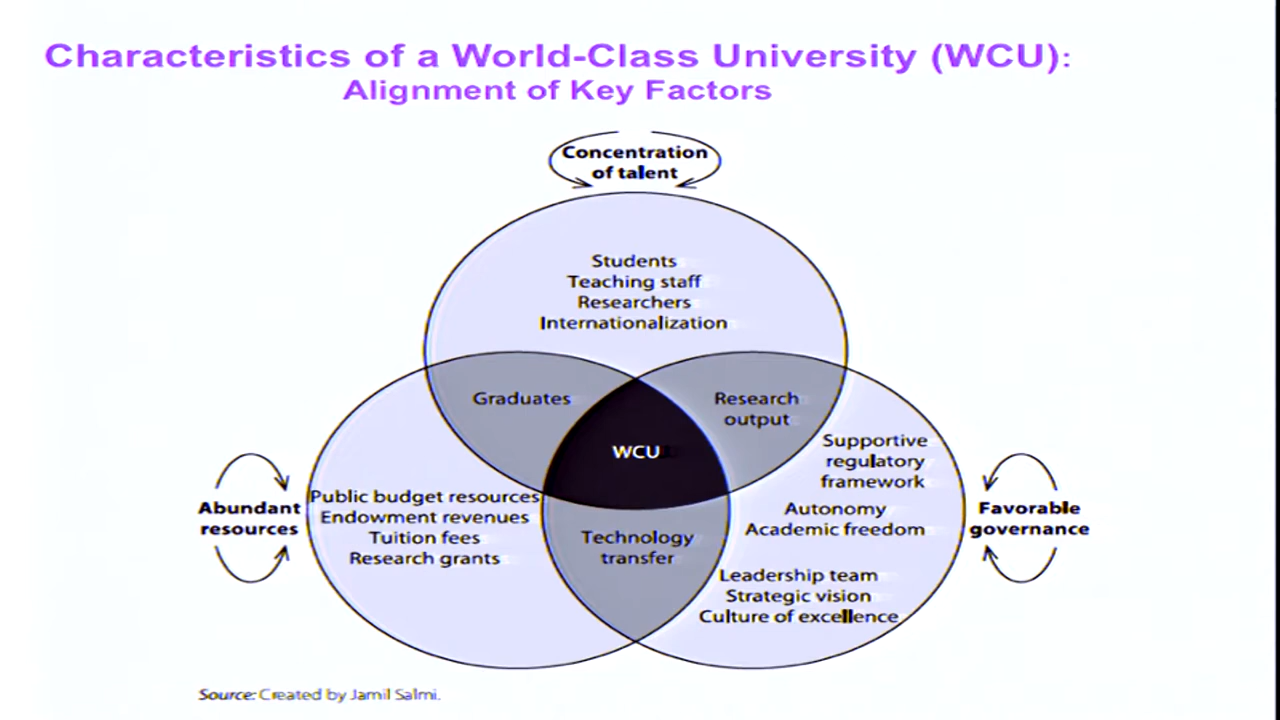 Characteristics of a World-Class University (WCU):
Alignment of Key Factors
Concentration
of talent
Students
Teaching staff
Researchers
Internationalization
Graduates
Research
output
WCU
Supportive
regulatory
framework
Autonomy
Academic freedom
Leadership team
Strategic vision
Culture of excellence
Favorable
governance
Abundant
resources
Public budget resources
Endowment revenues
Tuition fees
Research grants
Technology
transfer
Source: Created by Jamil Salmi.